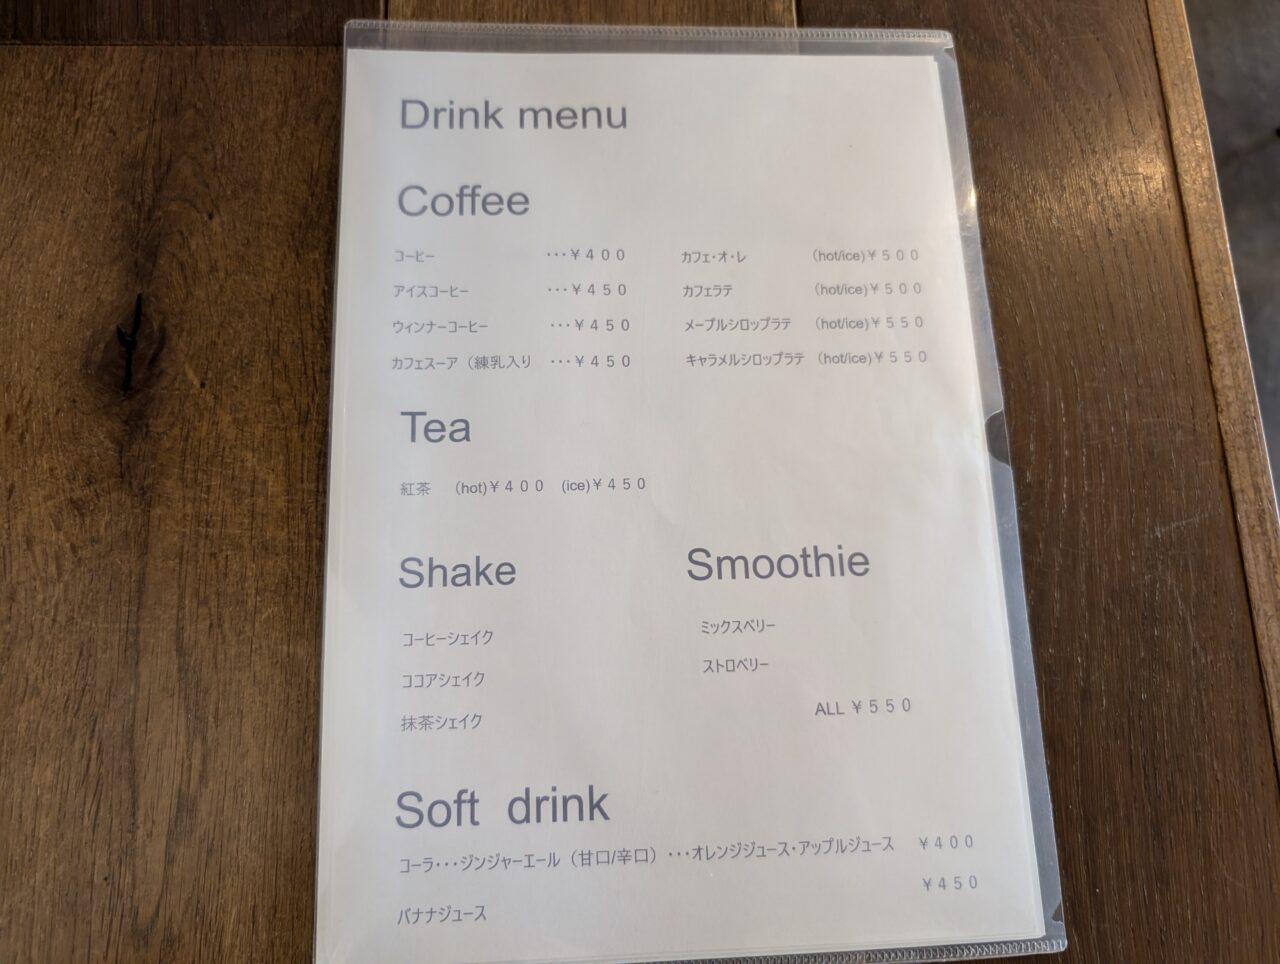 Drink menu
Coffee
コーヒー ･･･￥４００
アイスコーヒー ･･･￥４５０
ウィンナーコーヒー ･･･￥４５０
カフェスーア（練乳入り ･･･￥４５０
カフェ･オ･レ (hot/ice)￥５００
カフェラテ (hot/ice)￥５００
メープルシロップラテ (hot/ice)￥５５０
キャラメルシロップラテ (hot/ice)￥５５０
Tea
紅茶 (hot)￥４００ (ice)￥４５０
Shake
コーヒーシェイク
ココアシェイク
抹茶シェイク
Smoothie
ミックスベリー
ストロベリー
ALL ￥５５０
Soft drink
コーラ･･･ジンジャーエール（甘口/辛口）･･･オレンジジュース･アップルジュース ￥４００
￥４５０
バナナジュース